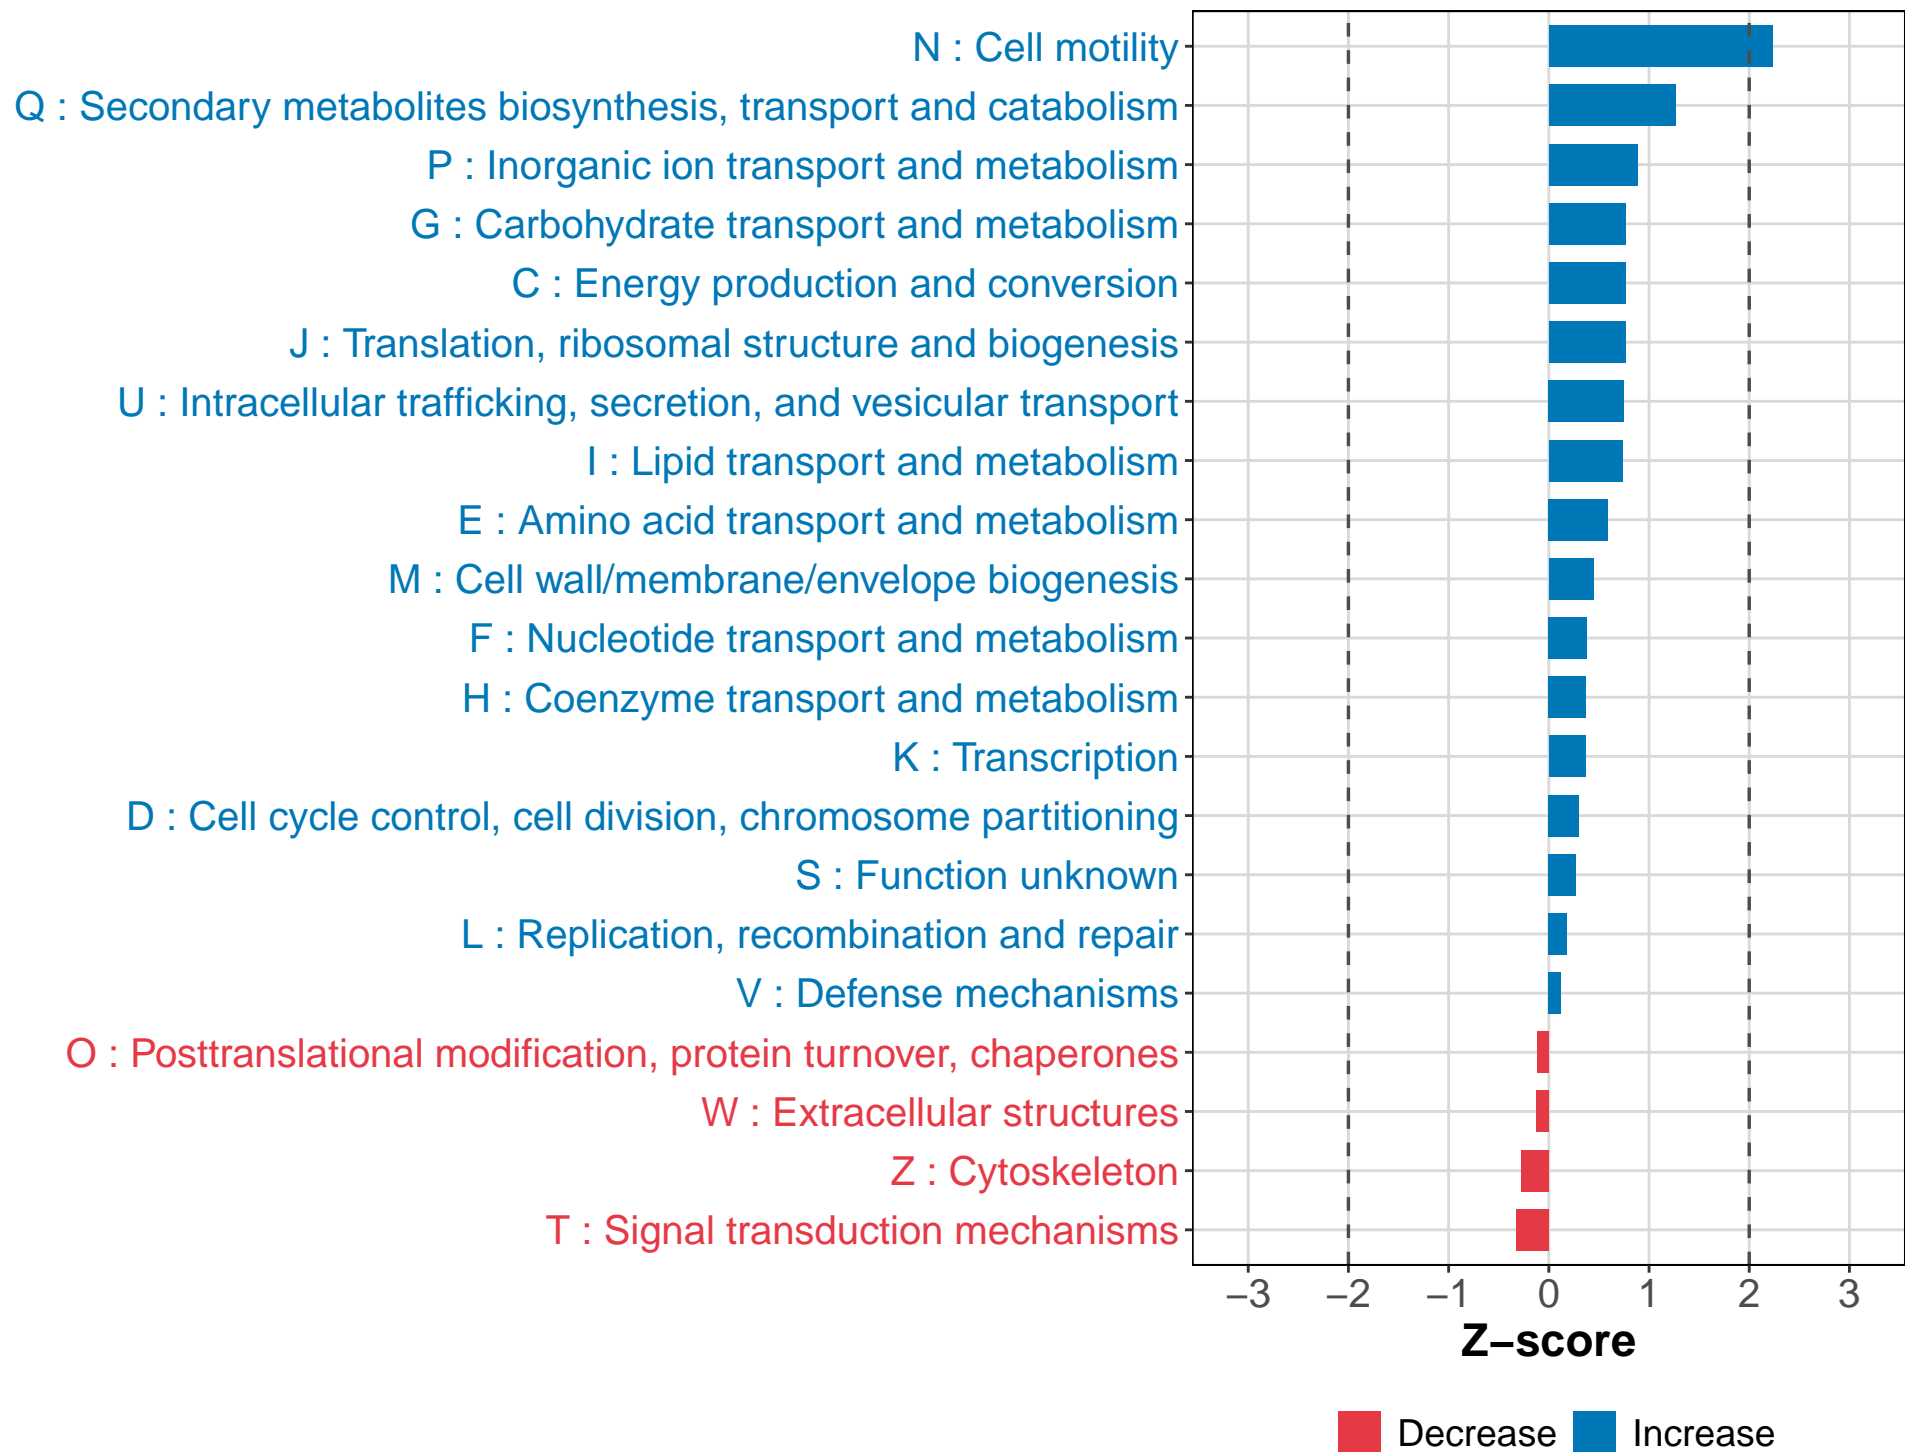 N : Cell motility
Q : Secondary metabolites biosynthesis, transport and catabolism
P : Inorganic ion transport and metabolism
G : Carbohydrate transport and metabolism
C : Energy production and conversion
J : Translation, ribosomal structure and biogenesis
U : Intracellular trafficking, secretion, and vesicular transport
I : Lipid transport and metabolism
E : Amino acid transport and metabolism
M : Cell wall/membrane/envelope biogenesis
F : Nucleotide transport and metabolism
H : Coenzyme transport and metabolism
K : Transcription
D : Cell cycle control, cell division, chromosome partitioning
S : Function unknown
L : Replication, recombination and repair
V : Defense mechanisms
O : Posttranslational modification, protein turnover, chaperones
W : Extracellular structures
Z : Cytoskeleton
T : Signal transduction mechanisms
−3 −2 −1 0 1 2 3
Z−score
Decrease Increase